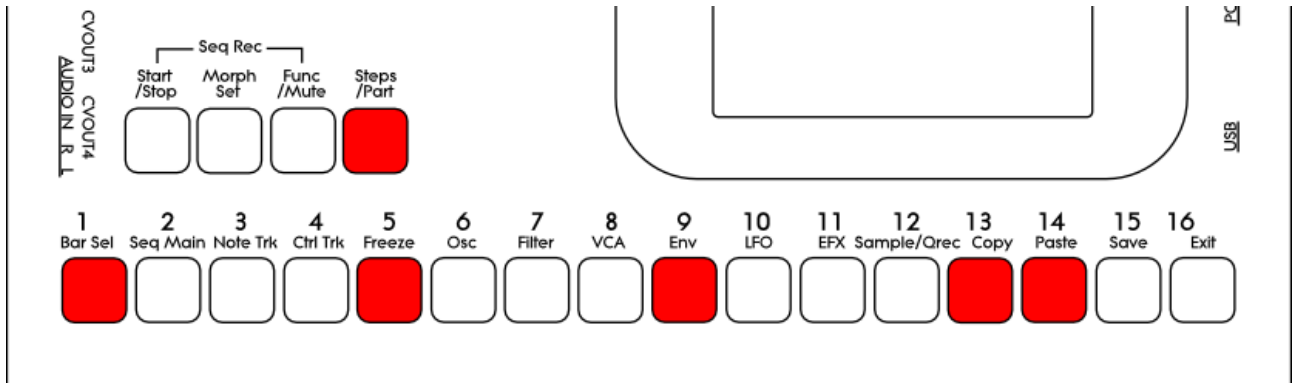 CVOUT3 CVOUT4
AUDIO IN R L
Seq Rec
Start Morph Func Steps
/Stop Set /Mute /Part
USB
1 2 3 4 5 6 7 8 9 10 11 12 13 14 15 16
Bar Sel Seq Main Note Trk Ctrl Trk Freeze Osc Filter VCA Env LFO EFX Sample/Qrec Copy Paste Save Exit